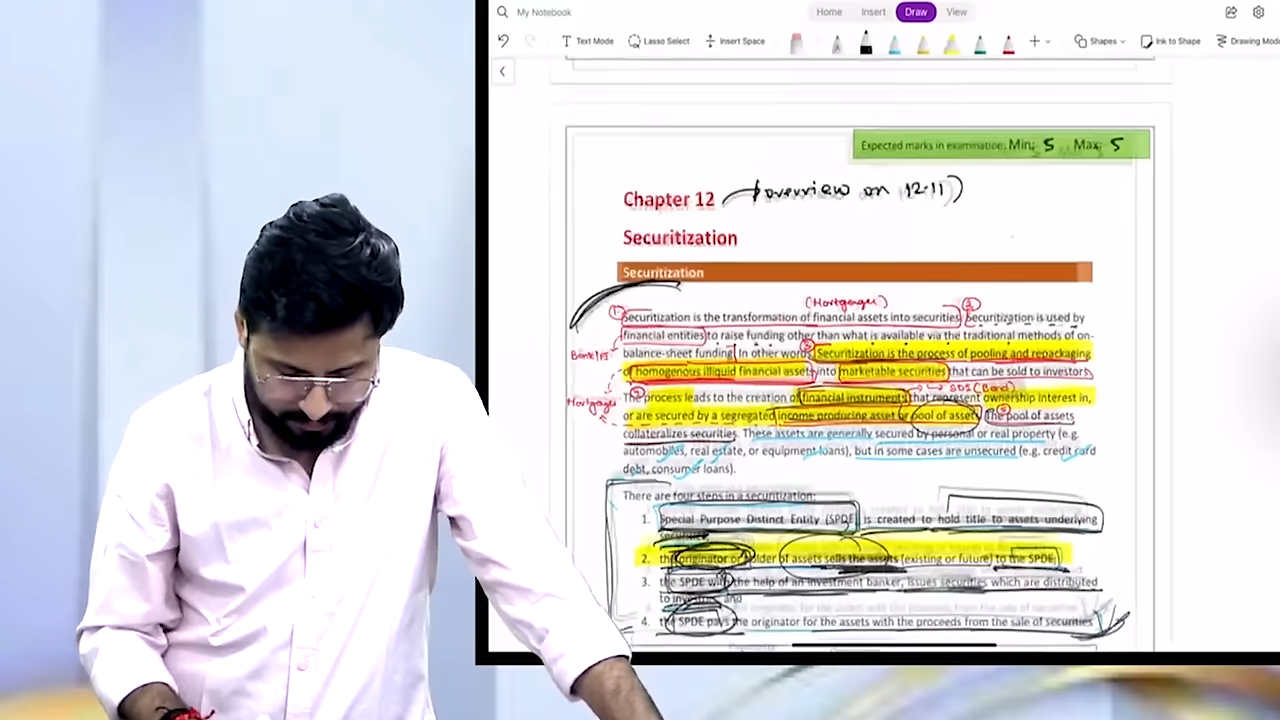 My Notebook
Home Insert Draw View
Text Mode Lasso Select Insert Space Shapes Ink to Shape Drawing Mode
Expected marks in examination: Min: 5 Max: 5
Chapter 12 (overview on 12.11)
Securitization
Securitization
(Mortgages)
Securitization is the transformation of financial assets into securities. Securitization is used by
financial entities to raise funding other than what is available via the traditional methods of on-
balance-sheet funding. In other words, Securitization is the process of pooling and repackaging
of homogenous illiquid financial assets into marketable securities that can be sold to investors.
SDI (Bond)
The process leads to the creation of financial instruments that represent ownership interest in,
Mortgages
or are secured by a segregated income producing asset or pool of assets. The pool of assets
collateralizes securities. These assets are generally secured by personal or real property (e.g.
automobiles, real estate, or equipment loans), but in some cases are unsecured (e.g. credit card
debt, consumer loans).
There are four steps in a securitization:
1. Special Purpose Distinct Entity (SPDE) is created to hold title to assets underlying
securities;
2. the originator or holder of assets sells the assets (existing or future) to the SPDE;
3. the SPDE with the help of an investment banker, issues securities which are distributed
to investors; and
4. the SPDE pays the originator for the assets with the proceeds from the sale of securities